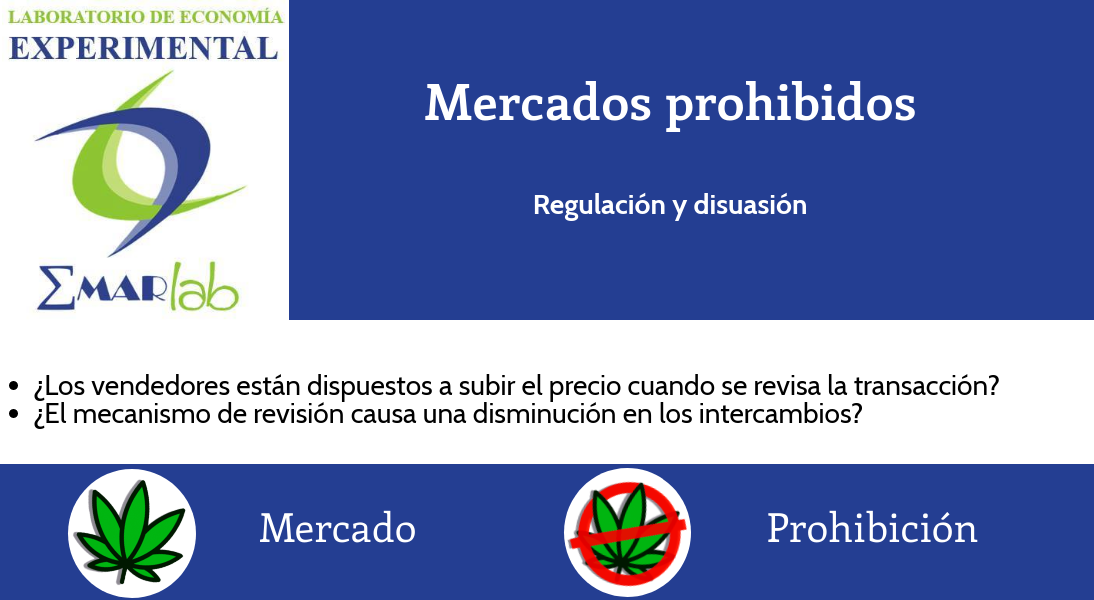 LABORATORIO DE ECONOMÍA
EXPERIMENTAL
ΣMARlab
Mercados prohibidos
Regulación y disuasión
¿Los vendedores están dispuestos a subir el precio cuando se revisa la transacción?
¿El mecanismo de revisión causa una disminución en los intercambios?
Mercado
Prohibición